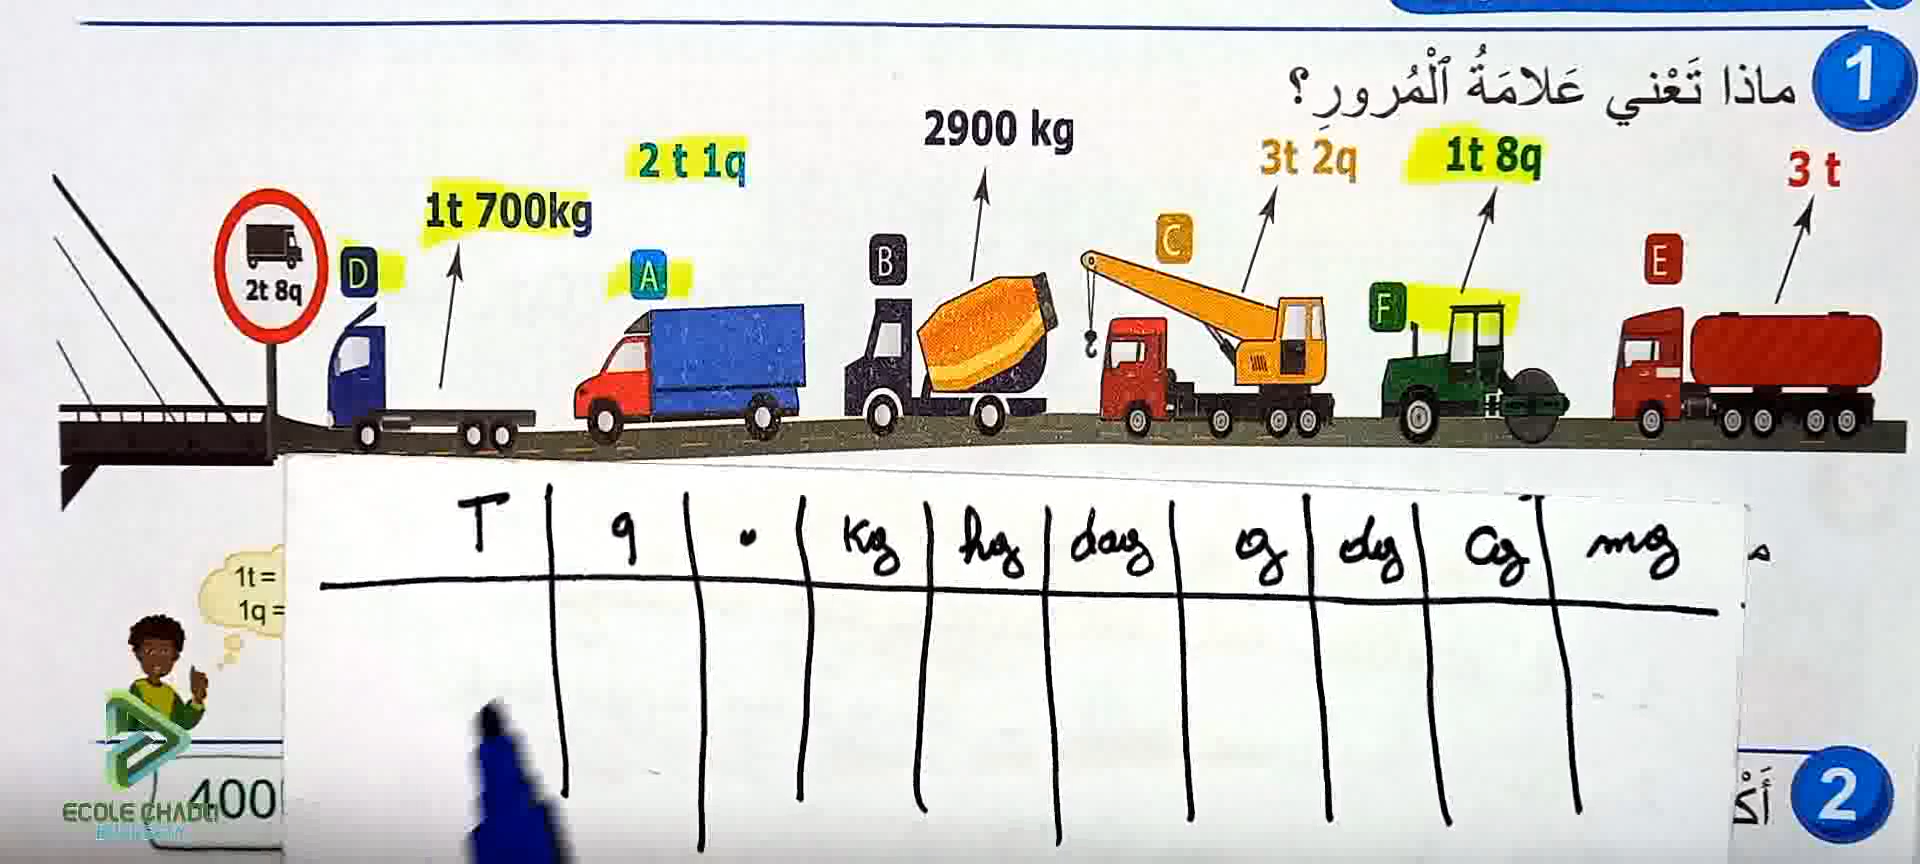 1 ماذا تَعْني عَلامَةُ ٱلْمُرورِ؟
2t 8q
D
1t 700kg
A
2 t 1q
B
2900 kg
C
3t 2q
F
1t 8q
E
3 t
T q • Kg hg dag g dg Cg mg
1t =
1q =
400
2
ECOLE CHADLI